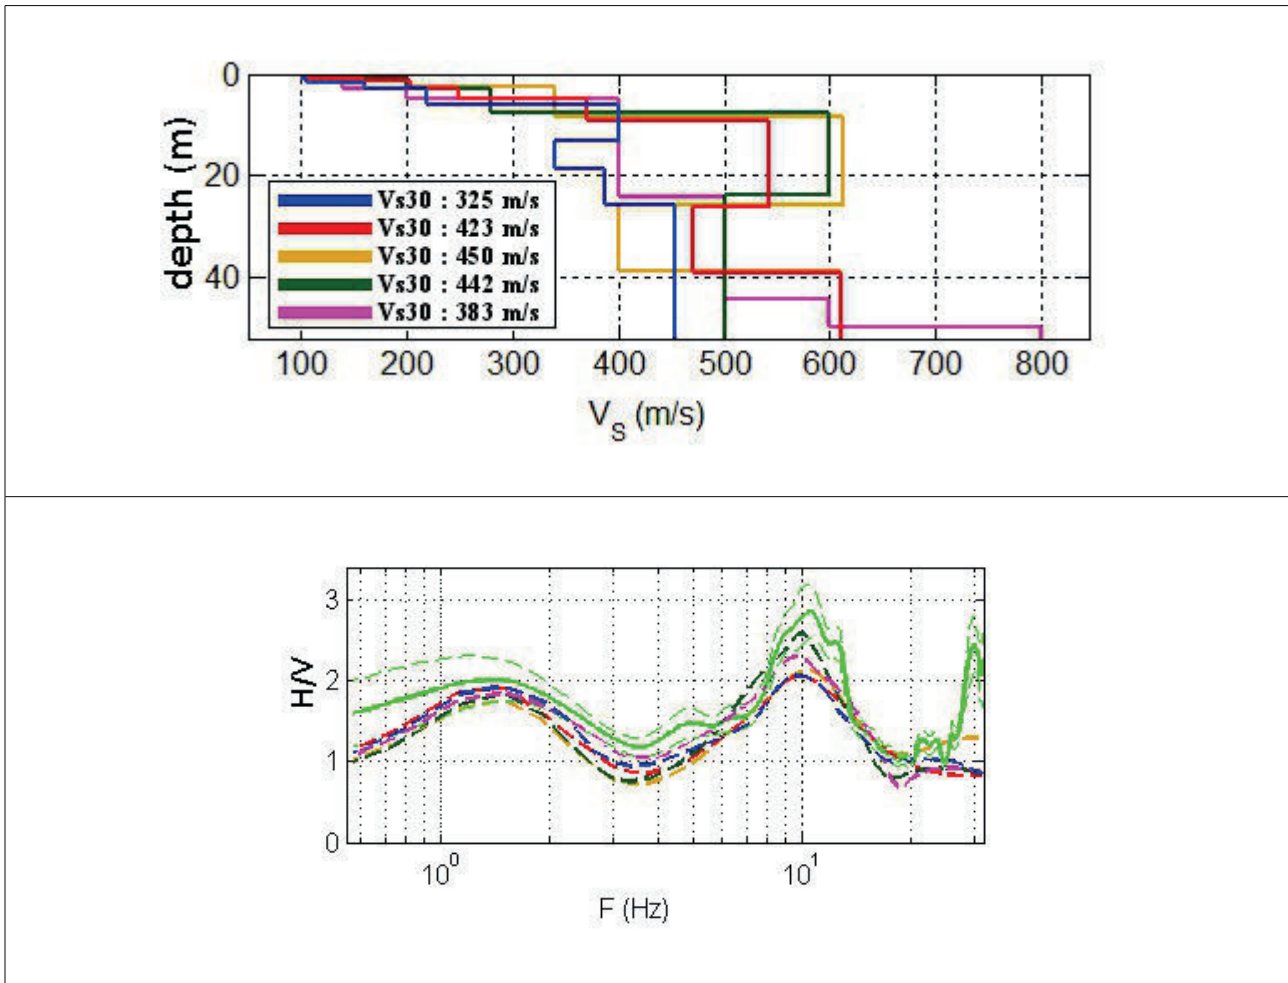 0
20
40
depth (m)
Vs30 : 325 m/s
Vs30 : 423 m/s
Vs30 : 450 m/s
Vs30 : 442 m/s
Vs30 : 383 m/s
100 200 300 400 500 600 700 800
VS (m/s)
3
2
1
0
H/V
10^0 10^1
F (Hz)